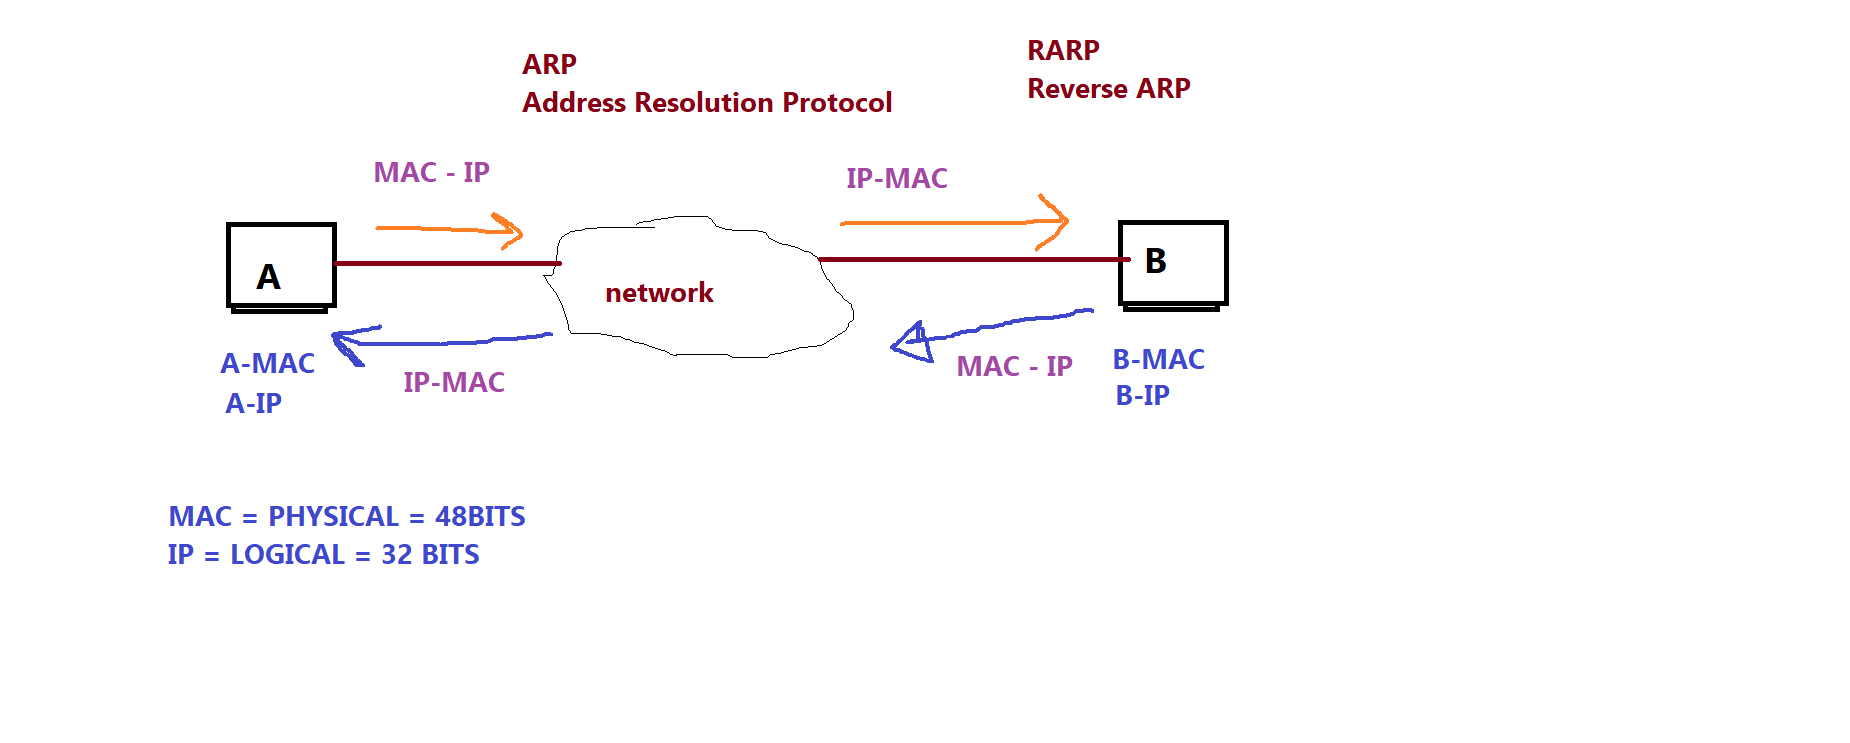 ARP
Address Resolution Protocol
RARP
Reverse ARP
MAC - IP
IP-MAC
A
network
B
A-MAC
A-IP
IP-MAC
MAC - IP
B-MAC
B-IP
MAC = PHYSICAL = 48BITS
IP = LOGICAL = 32 BITS